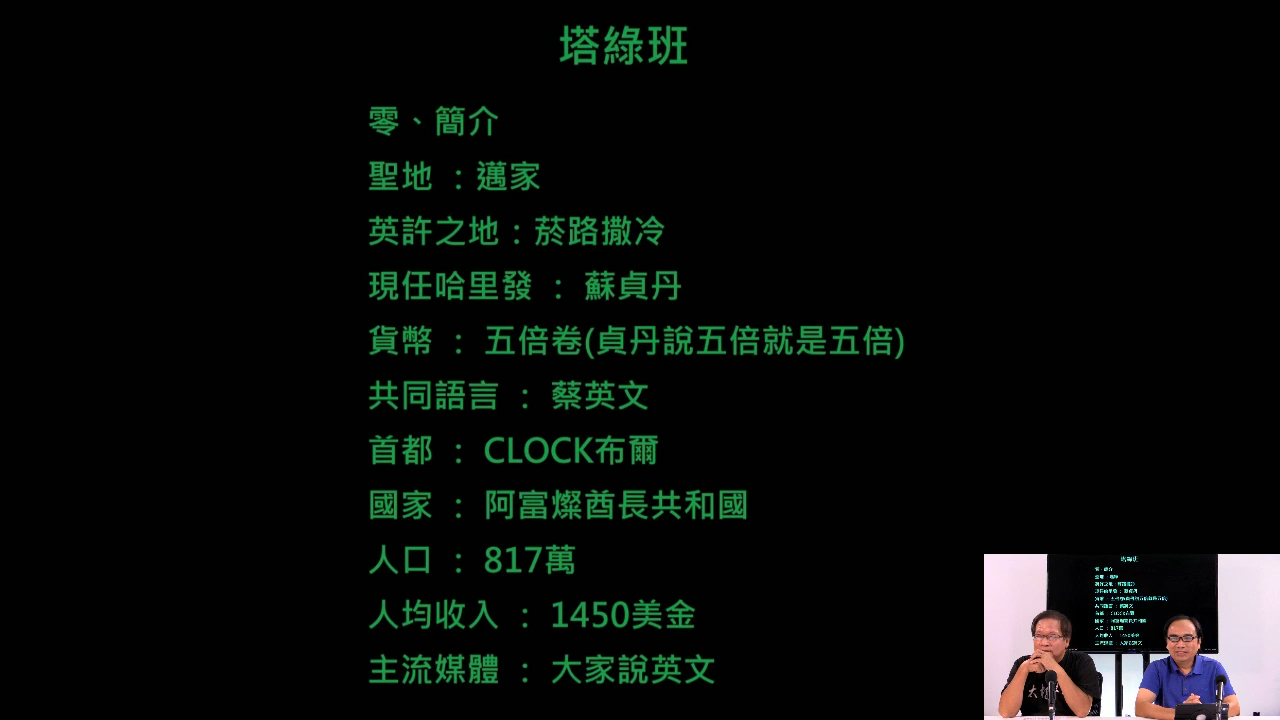 塔綠班
零、簡介
聖地 ：邁家
英許之地：菸路撒冷
現任哈里發 ： 蘇貞丹
貨幣 ： 五倍卷(貞丹說五倍就是五倍)
共同語言 ： 蔡英文
首都 ： CLOCK布爾
國家 ： 阿富燦酋長共和國
人口 ： 817萬
人均收入 ： 1450美金
主流媒體 ： 大家說英文